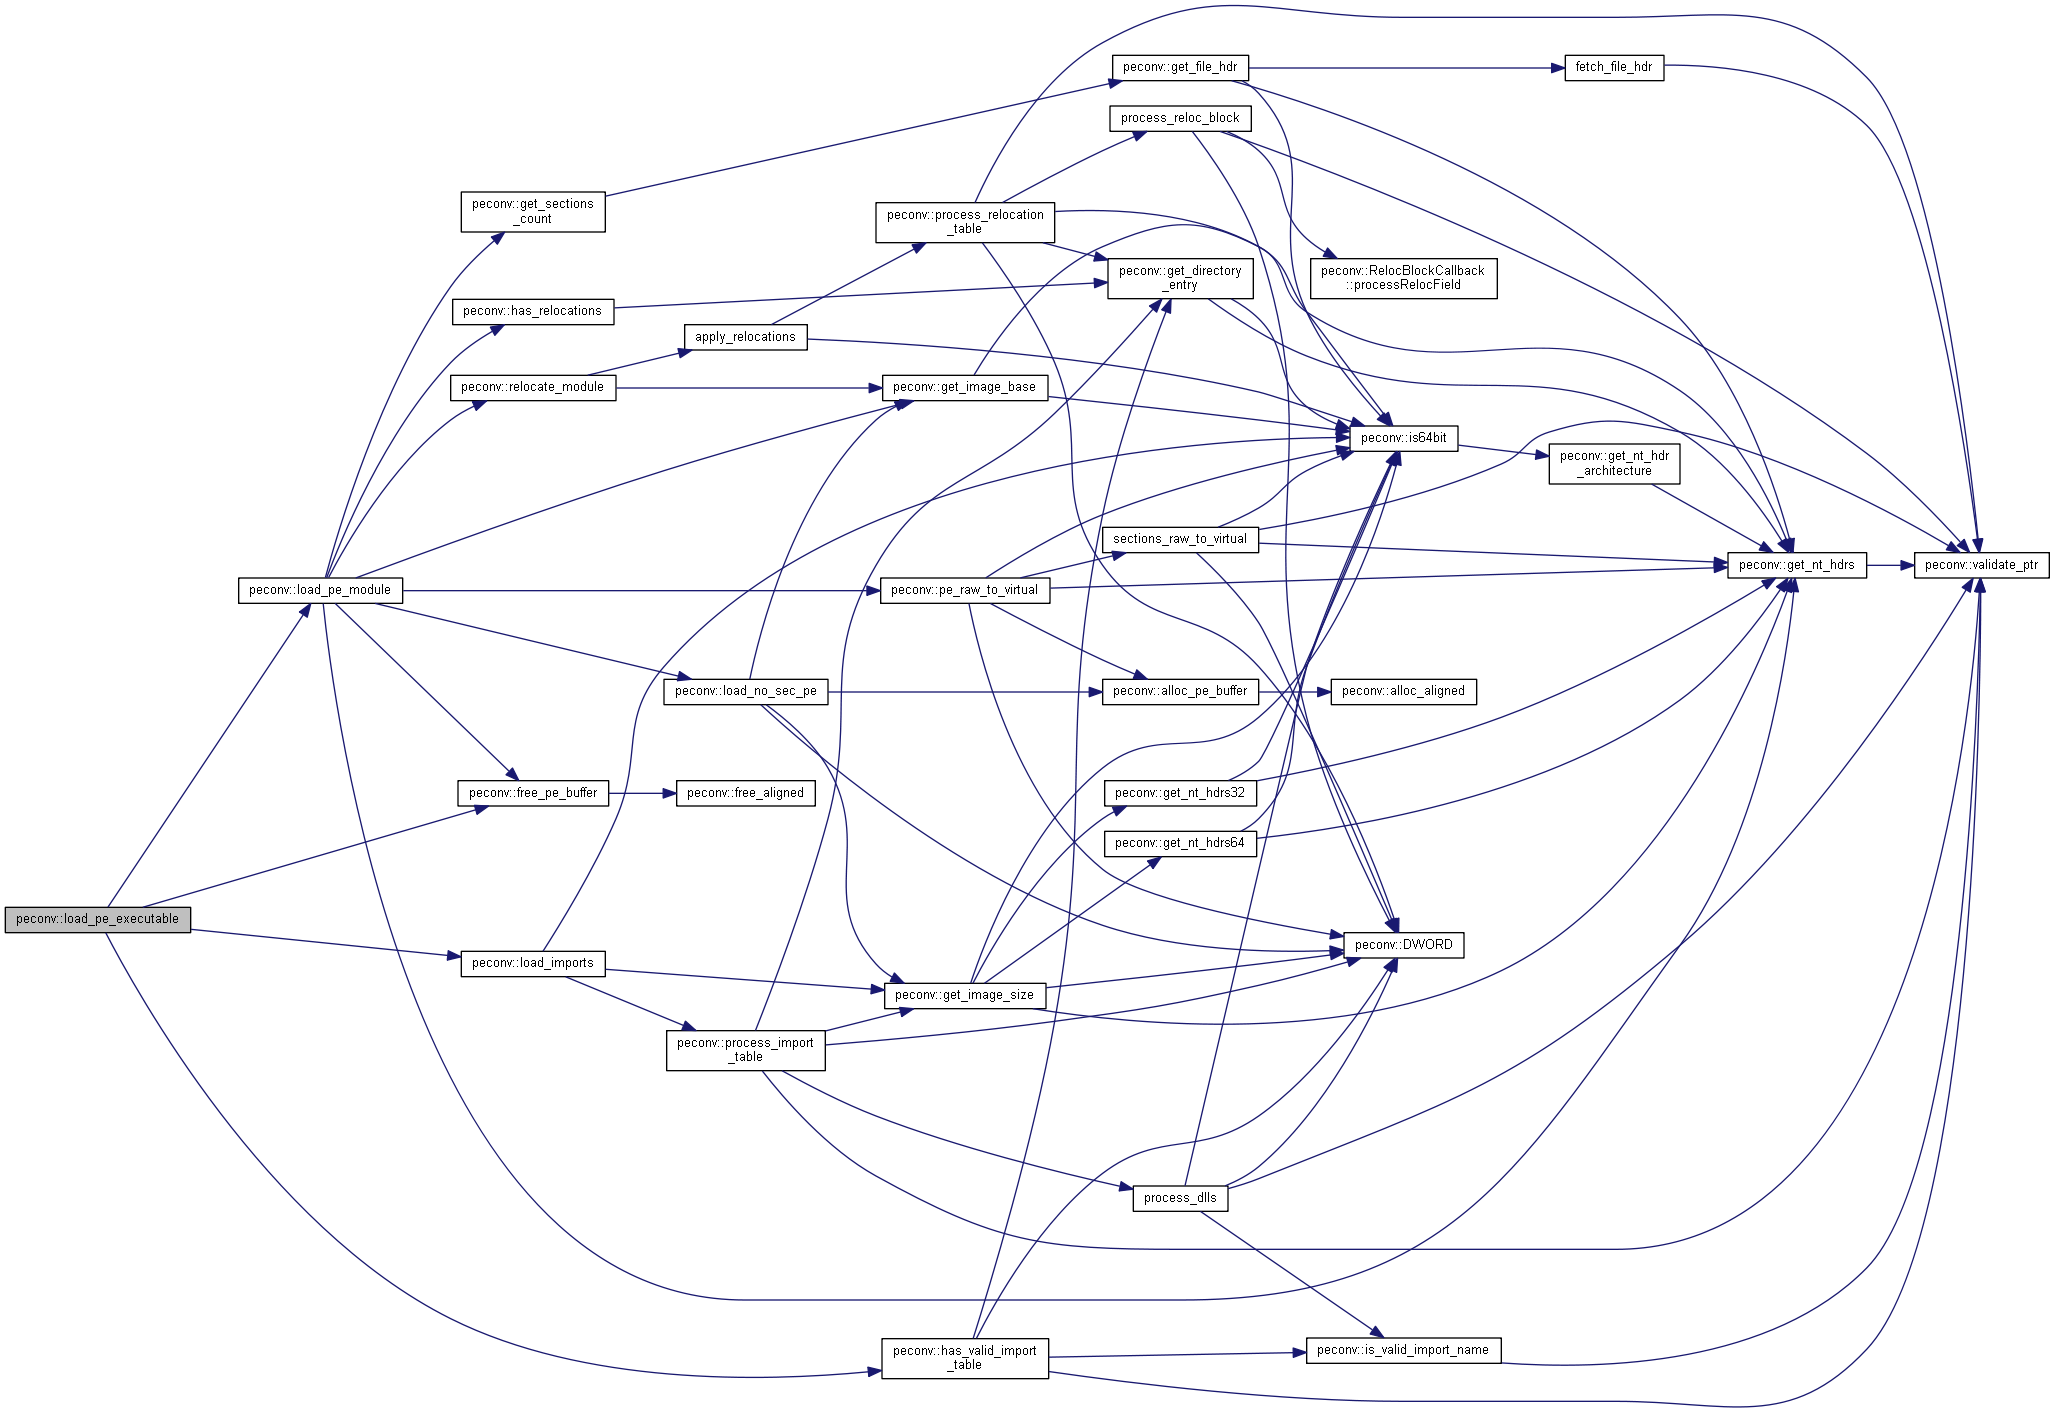 peconv::get_file_hdr
fetch_file_hdr
process_reloc_block
peconv::get_sections
_count
peconv::process_relocation
_table
peconv::get_directory
_entry
peconv::RelocBlockCallback
::processRelocField
peconv::has_relocations
apply_relocations
peconv::relocate_module
peconv::get_image_base
peconv::is64bit
peconv::get_nt_hdr
_architecture
sections_raw_to_virtual
peconv::get_nt_hdrs
peconv::validate_ptr
peconv::load_pe_module
peconv::pe_raw_to_virtual
peconv::load_no_sec_pe
peconv::alloc_pe_buffer
peconv::alloc_aligned
peconv::free_pe_buffer
peconv::free_aligned
peconv::get_nt_hdrs32
peconv::get_nt_hdrs64
peconv::load_pe_executable
peconv::DWORD
peconv::load_imports
peconv::get_image_size
peconv::process_import
_table
process_dlls
peconv::has_valid_import
_table
peconv::is_valid_import_name